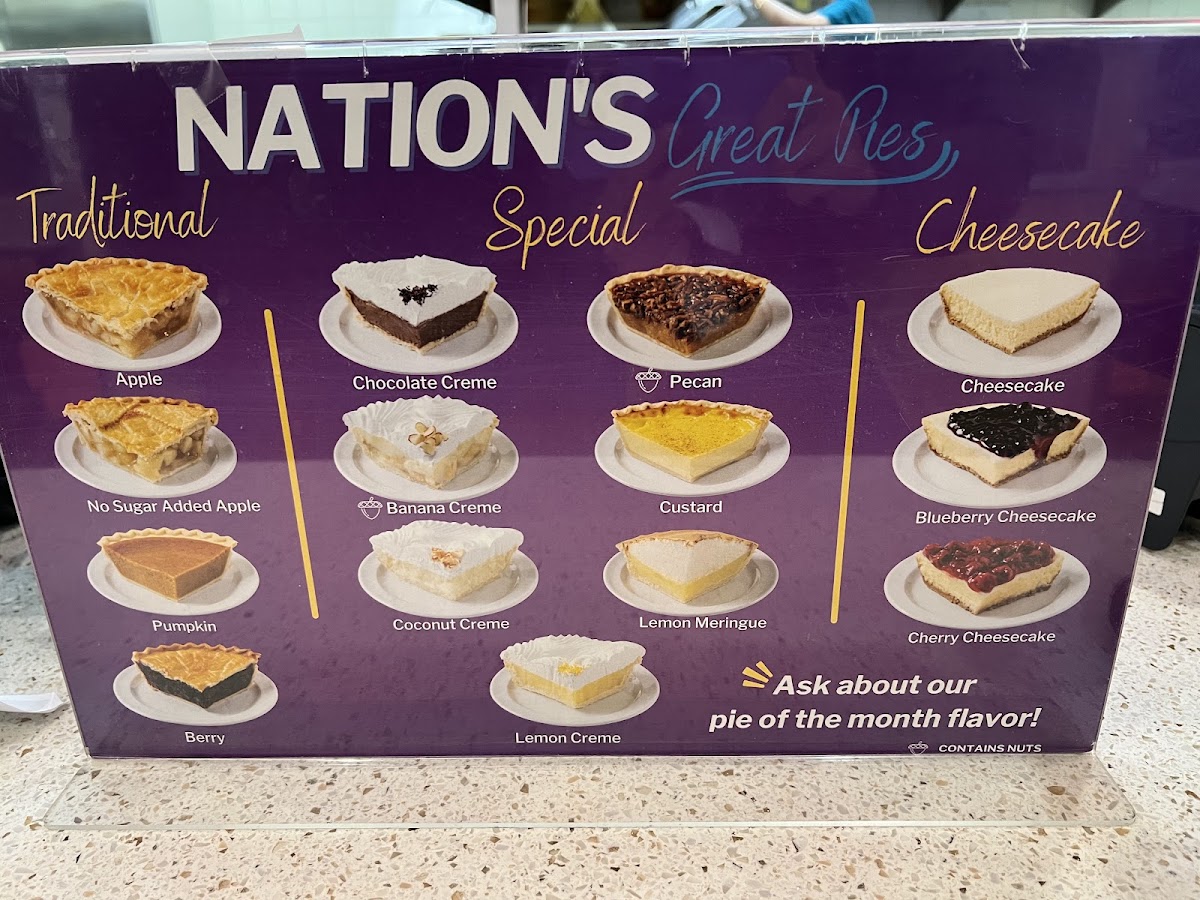 NATION'S Great Pies
Traditional
Apple
No Sugar Added Apple
Pumpkin
Berry
Special
Chocolate Creme
Pecan
Banana Creme
Custard
Coconut Creme
Lemon Meringue
Lemon Creme
Cheesecake
Cheesecake
Blueberry Cheesecake
Cherry Cheesecake
Ask about our
pie of the month flavor!
CONTAINS NUTS